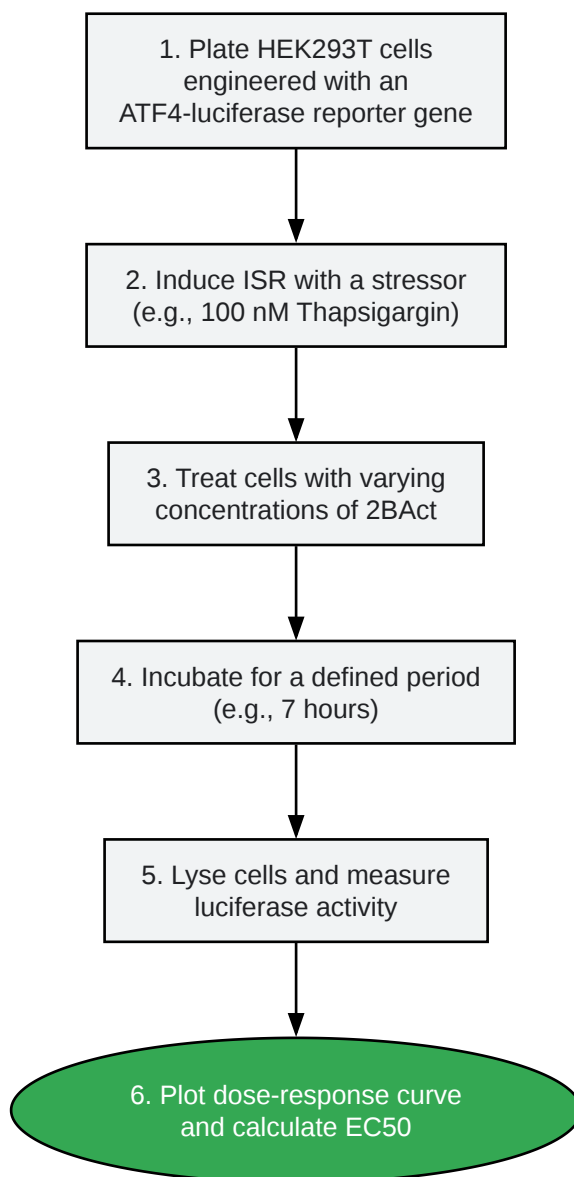 1. Plate HEK293T cells
engineered with an
ATF4-luciferase reporter gene
2. Induce ISR with a stressor
(e.g., 100 nM Thapsigargin)
3. Treat cells with varying
concentrations of 2BAct
4. Incubate for a defined period
(e.g., 7 hours)
5. Lyse cells and measure
luciferase activity
6. Plot dose-response curve
and calculate EC50